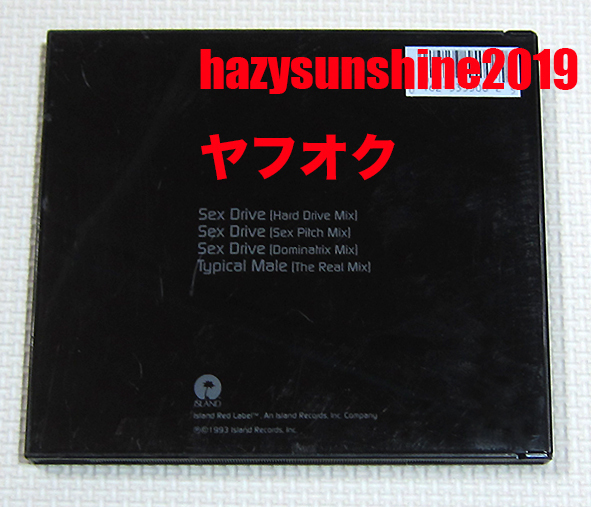 hazysunshine2019
ヤフオク
Sex Drive (Hard Drive Mix)
Sex Drive (Sex Pitch Mix)
Sex Drive (Dominatrix Mix)
Typical Male (The Real Mix)
ISLAND
Island Red Label™. An Island Records, Inc. Company
℗©1993 Island Records, Inc.